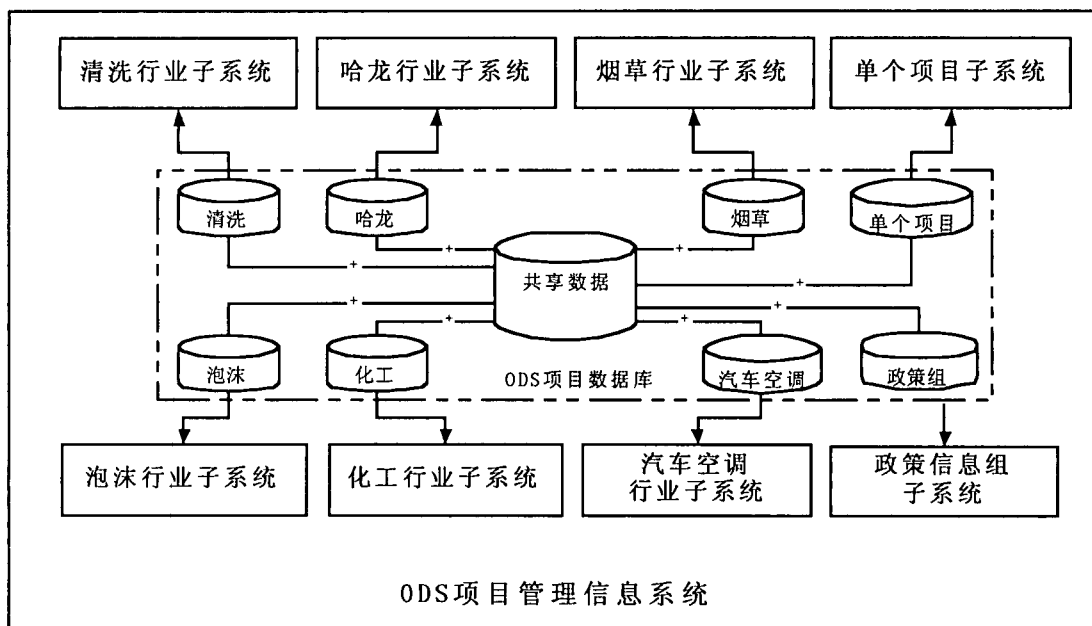 清洗行业子系统
哈龙行业子系统
烟草行业子系统
单个项目子系统
清洗
哈龙
烟草
单个项目
+
+
+
+
共享数据
+
+
+
+
泡沫
化工
ODS项目数据库
汽车空调
政策组
泡沫行业子系统
化工行业子系统
汽车空调
行业子系统
政策信息组
子系统
ODS项目管理信息系统